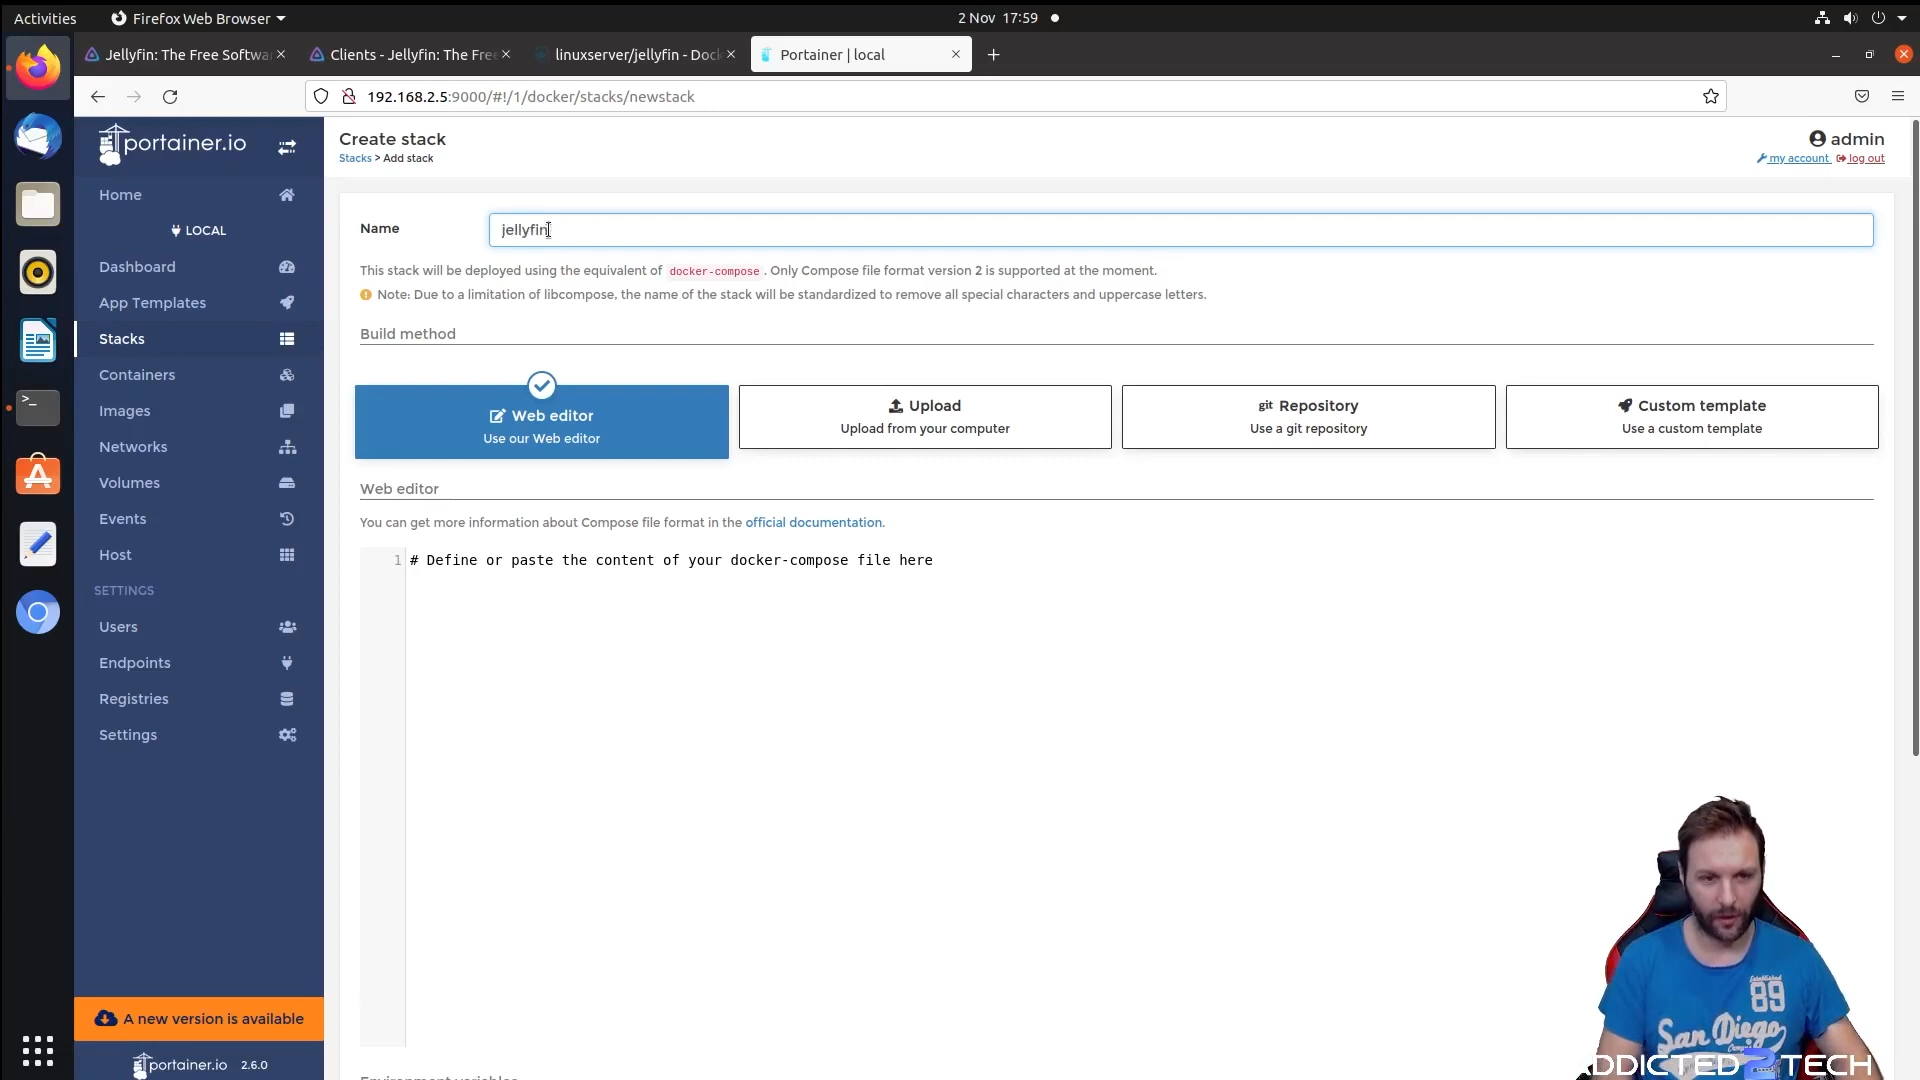 Activities
Firefox Web Browser
2 Nov 17:59
Jellyfin: The Free Softwa
Clients - Jellyfin: The Fre
linuxserver/jellyfin - Doc
Portainer | local
192.168.2.5:9000/#!/1/docker/stacks/newstack
portainer.io
Home
LOCAL
Dashboard
App Templates
Stacks
Containers
Images
Networks
Volumes
Events
Host
SETTINGS
Users
Endpoints
Registries
Settings
A new version is available
portainer.io 2.6.0
Create stack
Stacks > Add stack
admin
my account log out
Name
jellyfin
This stack will be deployed using the equivalent of docker-compose . Only Compose file format version 2 is supported at the moment.
Note: Due to a limitation of libcompose, the name of the stack will be standardized to remove all special characters and uppercase letters.
Build method
Web editor
Use our Web editor
Upload
Upload from your computer
git Repository
Use a git repository
Custom template
Use a custom template
Web editor
You can get more information about Compose file format in the official documentation.
1 # Define or paste the content of your docker-compose file here
Environment variables
89
San Diego
ADDICTED2TECH